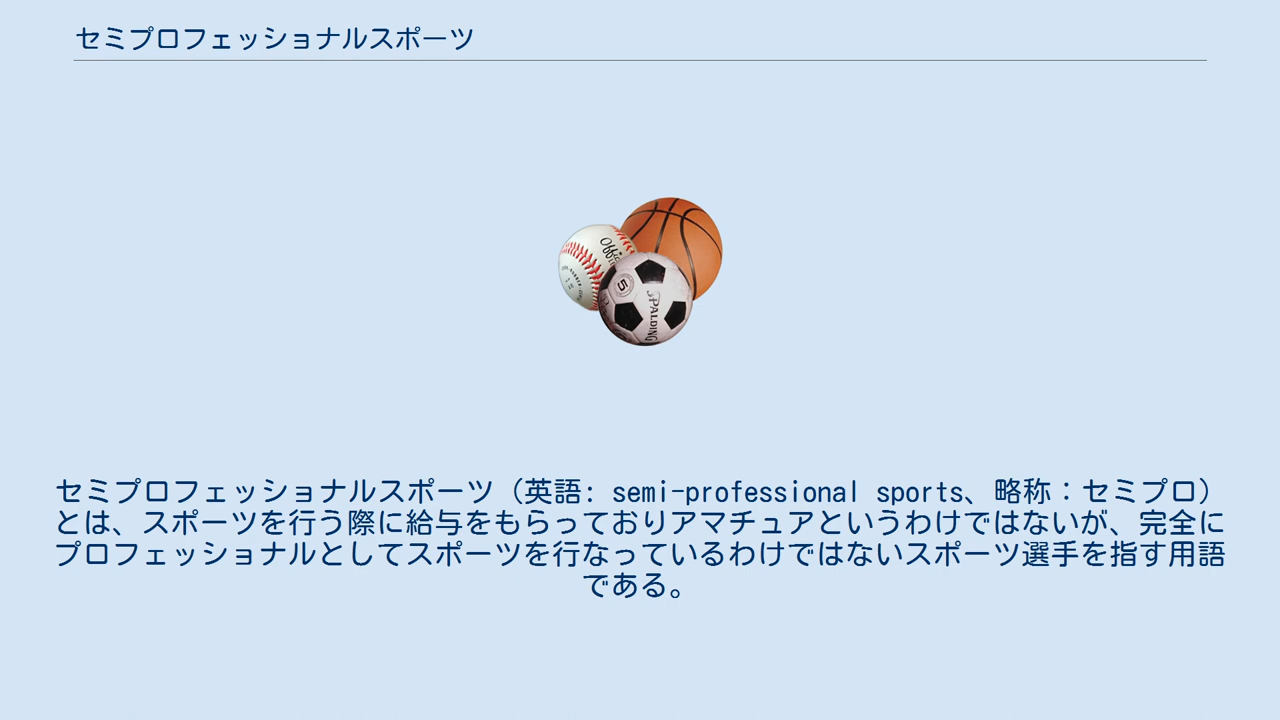 セミプロフェッショナルスポーツ
Offic
5
SPALDING
セミプロフェッショナルスポーツ（英語: semi-professional sports、略称：セミプロ）
とは、スポーツを行う際に給与をもらっておりアマチュアというわけではないが、完全に
プロフェッショナルとしてスポーツを行なっているわけではないスポーツ選手を指す用語
である。